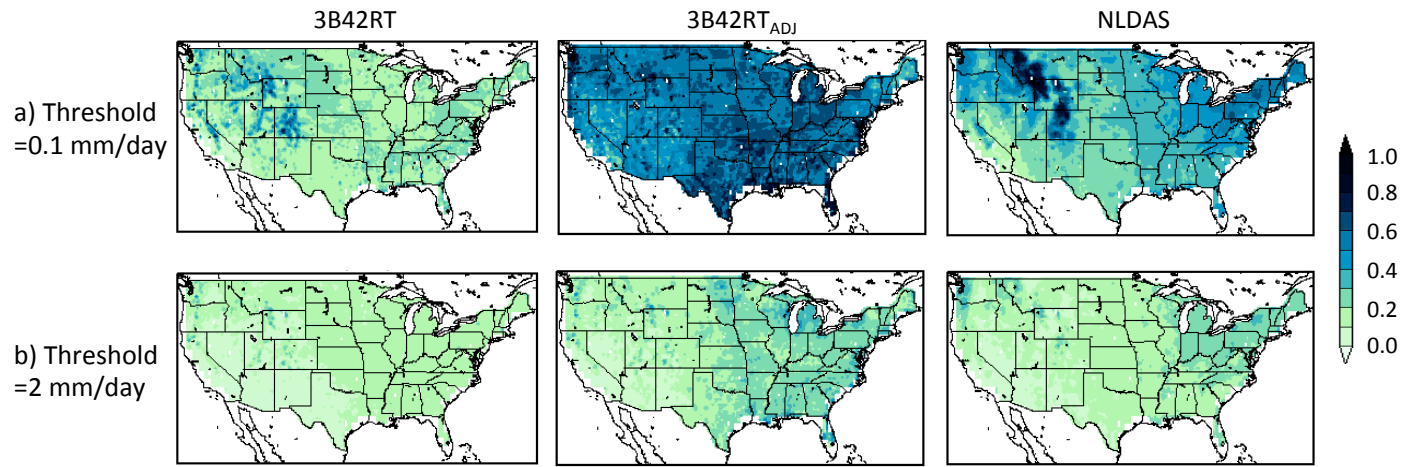 3B42RT 3B42RT_ADJ NLDAS
a) Threshold
=0.1 mm/day
1.0
0.8
0.6
0.4
0.2
0.0
b) Threshold
=2 mm/day